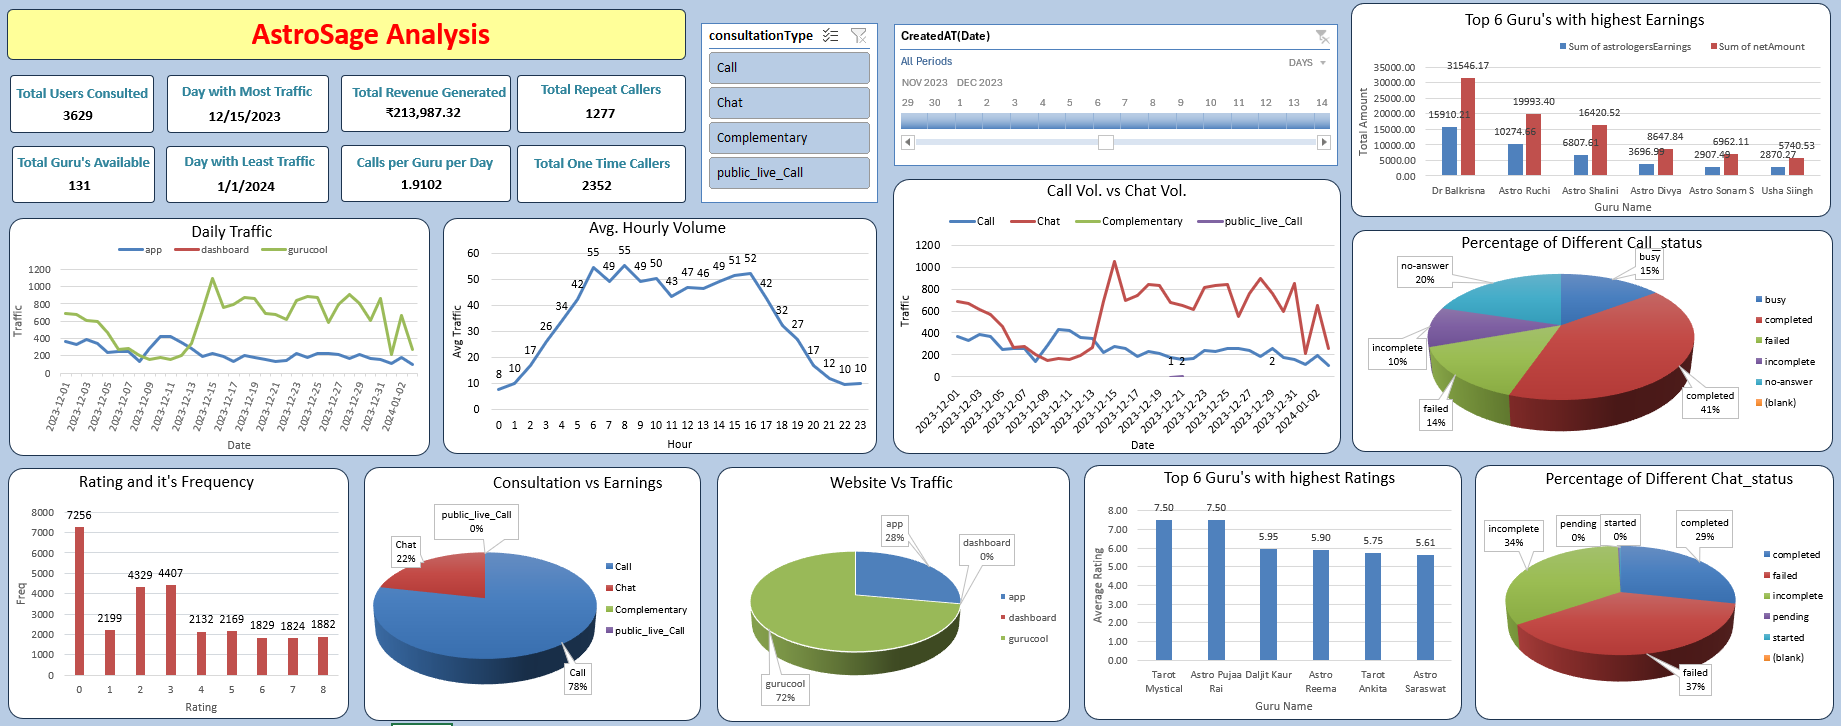 AstroSage Analysis
Total Users Consulted
3629
Day with Most Traffic
12/15/2023
Total Revenue Generated
₹213,987.32
Total Repeat Callers
1277
Total Guru's Available
131
Day with Least Traffic
1/1/2024
Calls per Guru per Day
1.9102
Total One Time Callers
2352
consultationType
Call
Chat
Complementary
public_live_Call
CreatedAT(Date)
All Periods
DAYS
NOV 2023 DEC 2023
29 30 1 2 3 4 5 6 7 8 9 10 11 12 13 14
Top 6 Guru's with highest Earnings
Sum of astrologersEarnings Sum of netAmount
Total Amount
35000.00
30000.00
25000.00
20000.00
15000.00
10000.00
5000.00
0.00
15910.21 31546.17
10274.66 19993.40
6807.61 16420.52
3696.99 8647.84
2907.49 6962.11
2870.27 5740.53
Dr Balkrisna Astro Ruchi Astro Shalini Astro Divya Astro Sonam S Usha Siingh
Guru Name
Daily Traffic
app dashboard gurucool
Traffic
1200
1000
800
600
400
200
0
2023-12-01 2023-12-03 2023-12-05 2023-12-07 2023-12-09 2023-12-11 2023-12-13 2023-12-15 2023-12-17 2023-12-19 2023-12-21 2023-12-23 2023-12-25 2023-12-27 2023-12-29 2023-12-31 2024-01-02
Date
Avg. Hourly Volume
Avg Traffic
60
50
40
30
20
10
0
8 10 17 26 34 42 55 49 55 49 50 43 47 46 49 51 52 42 32 27 17 12 10 10
0 1 2 3 4 5 6 7 8 9 10 11 12 13 14 15 16 17 18 19 20 21 22 23
Hour
Call Vol. vs Chat Vol.
Call Chat Complementary public_live_Call
Traffic
1200
1000
800
600
400
200
0
1 2 2
2023-12-01 2023-12-03 2023-12-05 2023-12-07 2023-12-09 2023-12-11 2023-12-13 2023-12-15 2023-12-17 2023-12-19 2023-12-21 2023-12-23 2023-12-25 2023-12-27 2023-12-29 2023-12-31 2024-01-02
Date
Percentage of Different Call_status
busy
15%
no-answer
20%
incomplete
10%
failed
14%
completed
41%
busy
completed
failed
incomplete
no-answer
(blank)
Rating and it's Frequency
Freq
8000
7000
6000
5000
4000
3000
2000
1000
0
7256 2199 4329 4407 2132 2169 1829 1824 1882
0 1 2 3 4 5 6 7 8
Rating
Consultation vs Earnings
public_live_Call
0%
Chat
22%
Call
78%
Call
Chat
Complementary
public_live_Call
Website Vs Traffic
app
28%
dashboard
0%
gurucool
72%
app
dashboard
gurucool
Top 6 Guru's with highest Ratings
Average Rating
8.00
7.00
6.00
5.00
4.00
3.00
2.00
1.00
0.00
7.50 7.50 5.95 5.90 5.75 5.61
Tarot Mystical
Astro Pujaa Rai
Daljit Kaur
Astro Reema
Tarot Ankita
Astro Saraswat
Guru Name
Percentage of Different Chat_status
incomplete
34%
pending
0%
started
0%
completed
29%
failed
37%
completed
failed
incomplete
pending
started
(blank)